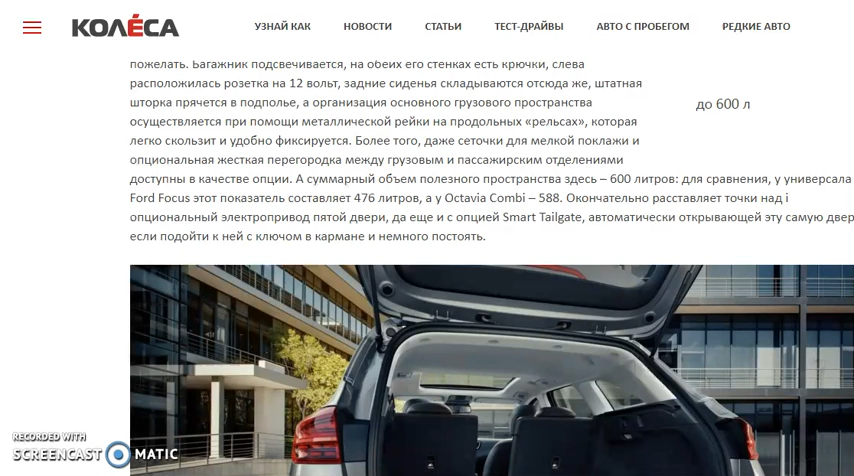 КОЛЁСА
УЗНАЙ КАК НОВОСТИ СТАТЬИ ТЕСТ-ДРАЙВЫ АВТО С ПРОБЕГОМ РЕДКИЕ АВТО
пожелать. Багажник подсвечивается, на обеих его стенках есть крючки, слева
расположилась розетка на 12 вольт, задние сиденья складываются отсюда же, штатная
шторка прячется в подполье, а организация основного грузового пространства
до 600 л
осуществляется при помощи металлической рейки на продольных «рельсах», которая
легко скользит и удобно фиксируется. Более того, даже сеточки для мелкой поклажи и
опциональная жесткая перегородка между грузовым и пассажирским отделениями
доступны в качестве опции. А суммарный объем полезного пространства здесь – 600 литров: для сравнения, у универсала
Ford Focus этот показатель составляет 476 литров, а у Octavia Combi – 588. Окончательно расставляет точки над i
опциональный электропривод пятой двери, да еще и с опцией Smart Tailgate, автоматически открывающей эту самую двер
если подойти к ней с ключом в кармане и немного постоять.
RECORDED WITH
SCREENCAST MATIC